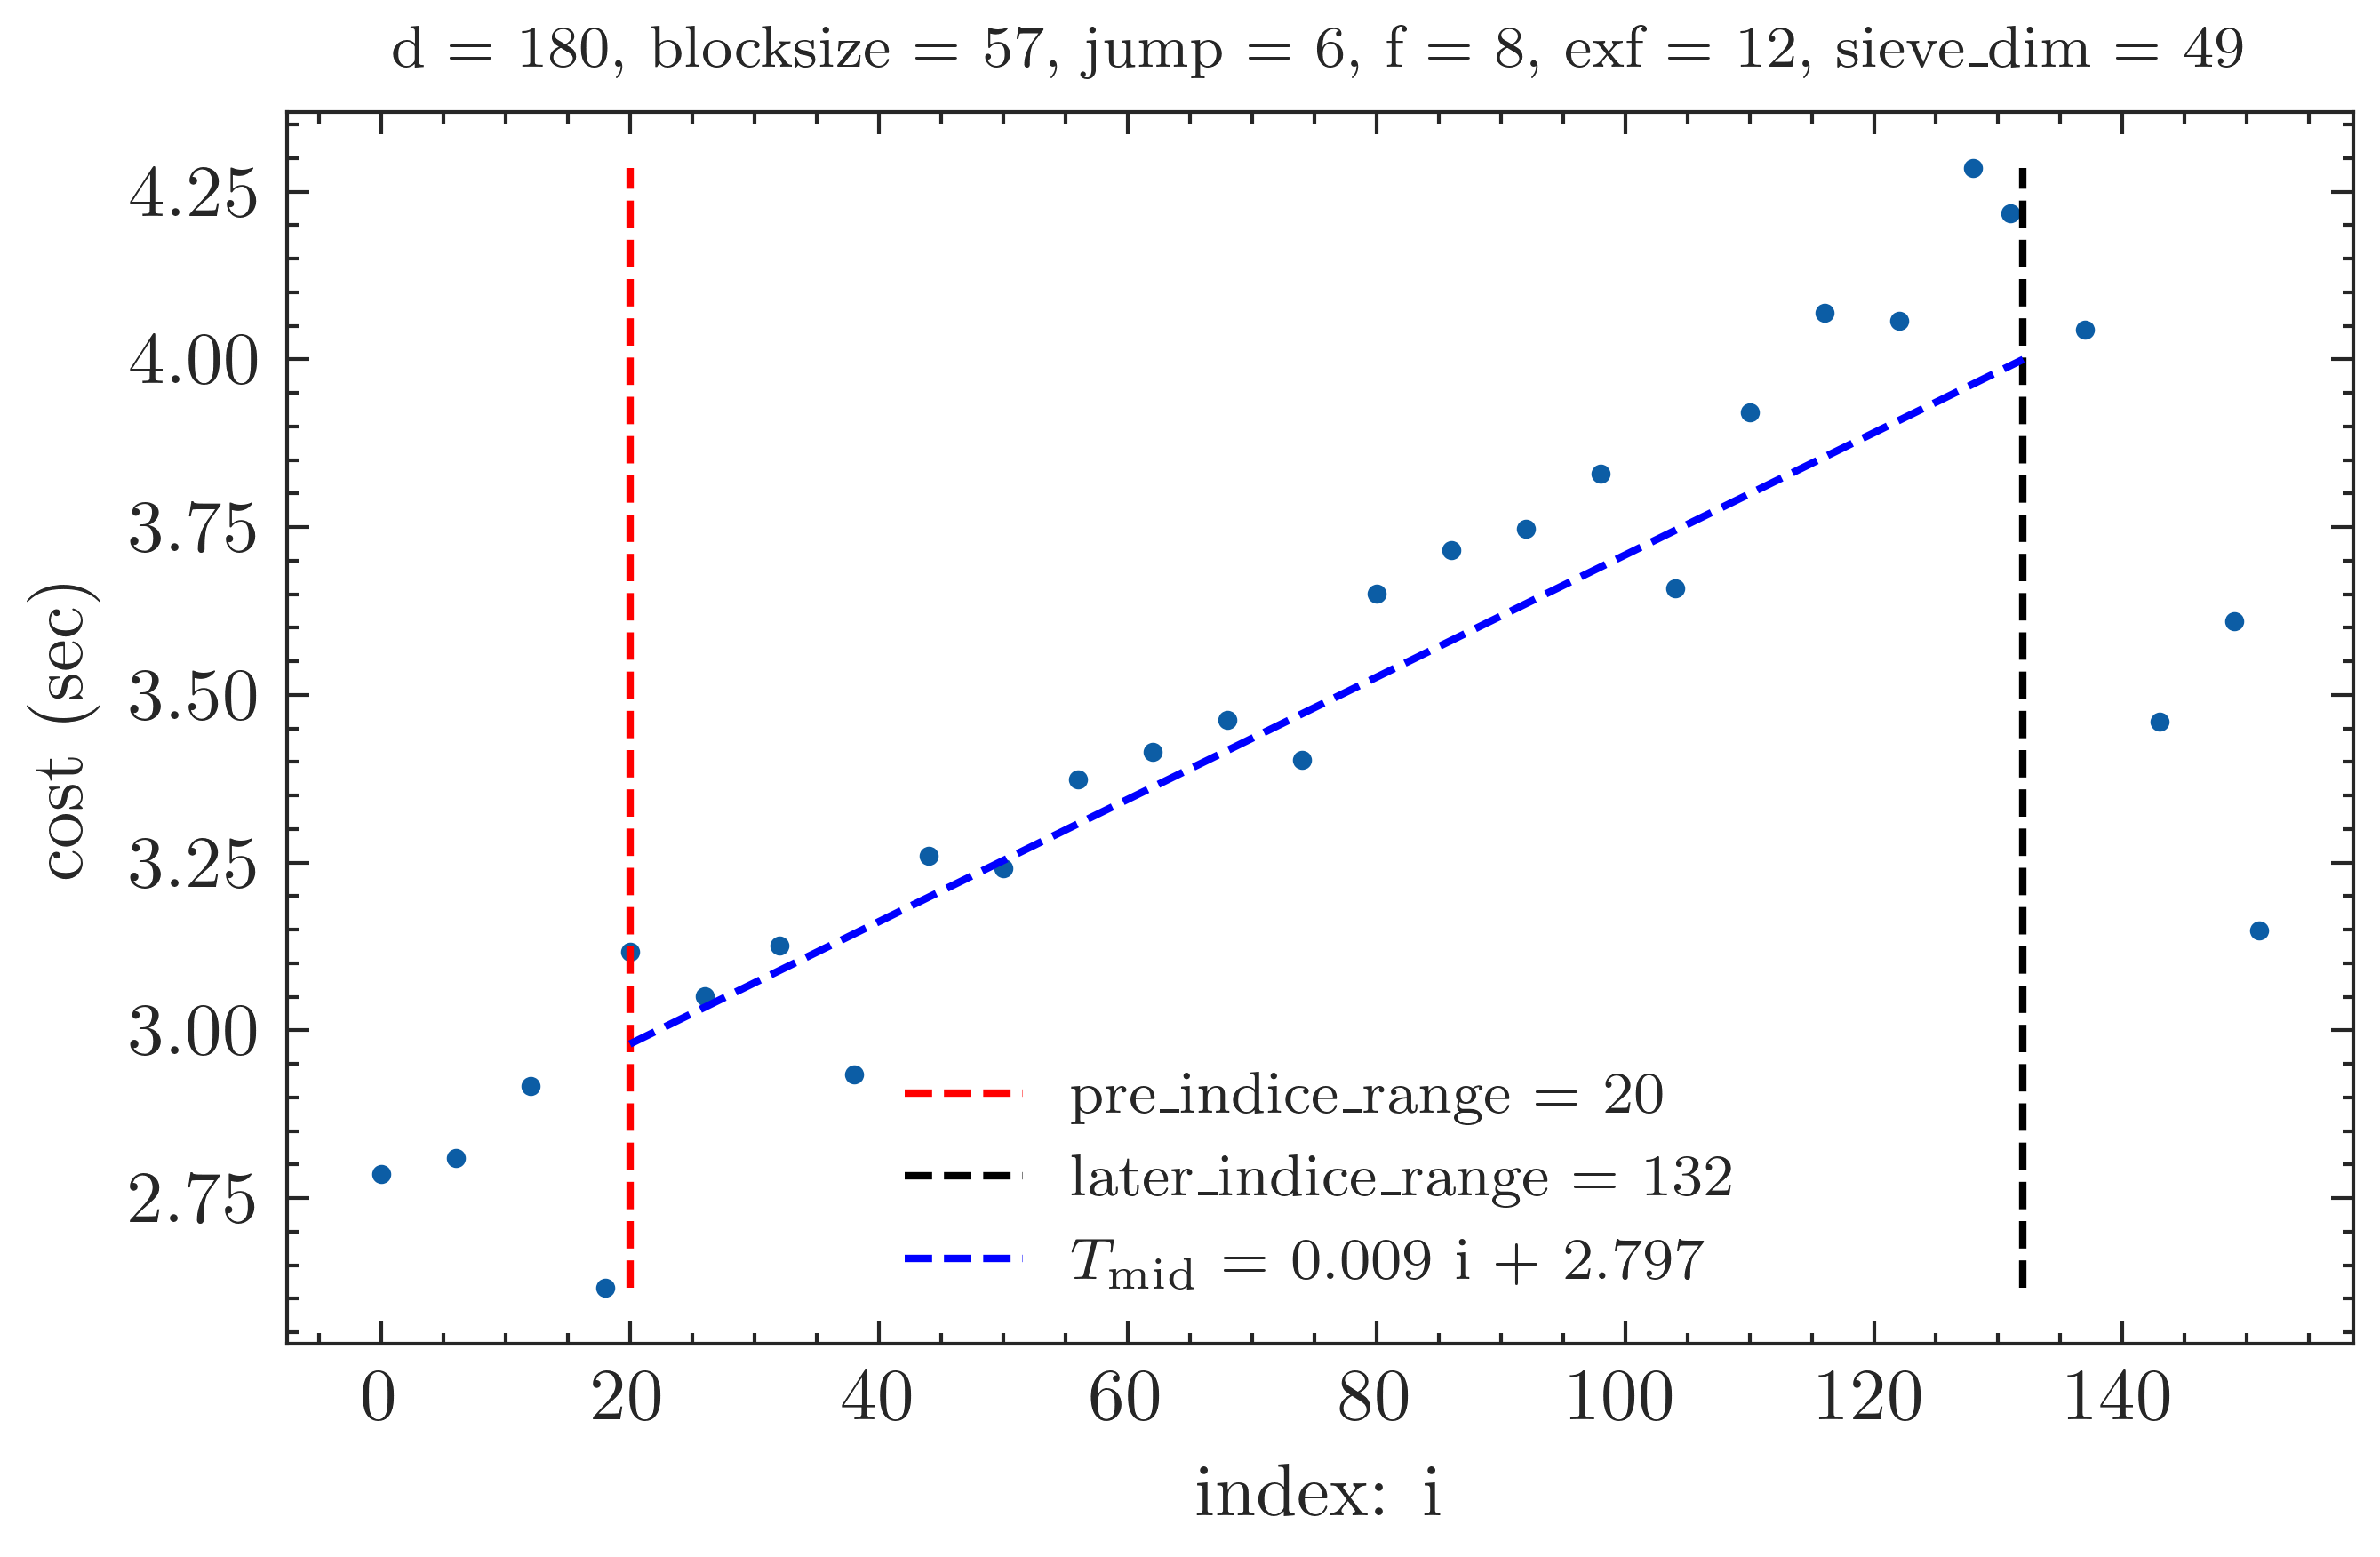 d = 180, blocksize = 57, jump = 6, f = 8, exf = 12, sieve_dim = 49
4.25
4.00
3.75
3.50
3.25
3.00
2.75
cost (sec)
pre_indice_range = 20
later_indice_range = 132
T_mid = 0.009 i + 2.797
0 20 40 60 80 100 120 140
index: i